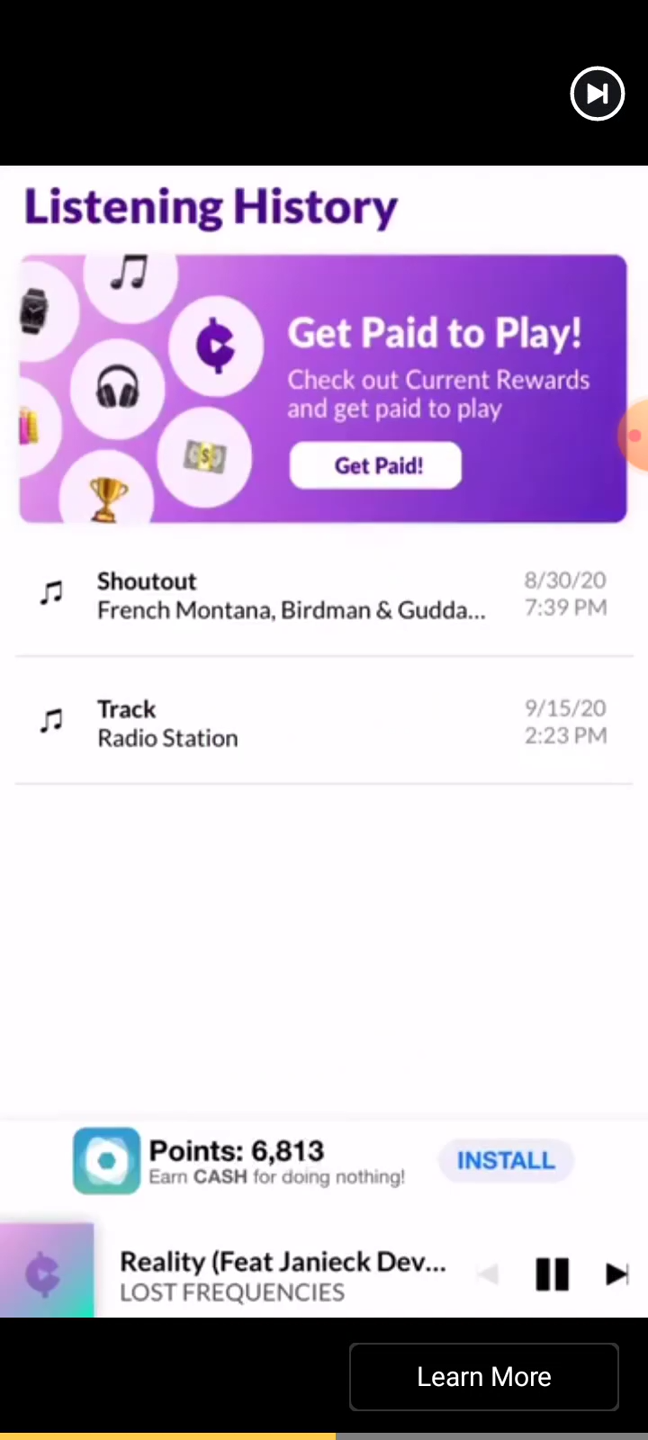 Listening History
Get Paid to Play!
Check out Current Rewards
and get paid to play
Get Paid!
Shoutout
8/30/20
French Montana, Birdman & Gudda...
7:39 PM
Track
9/15/20
Radio Station
2:23 PM
Points: 6,813
Earn CASH for doing nothing!
INSTALL
Reality (Feat Janieck Dev...
LOST FREQUENCIES
Learn More